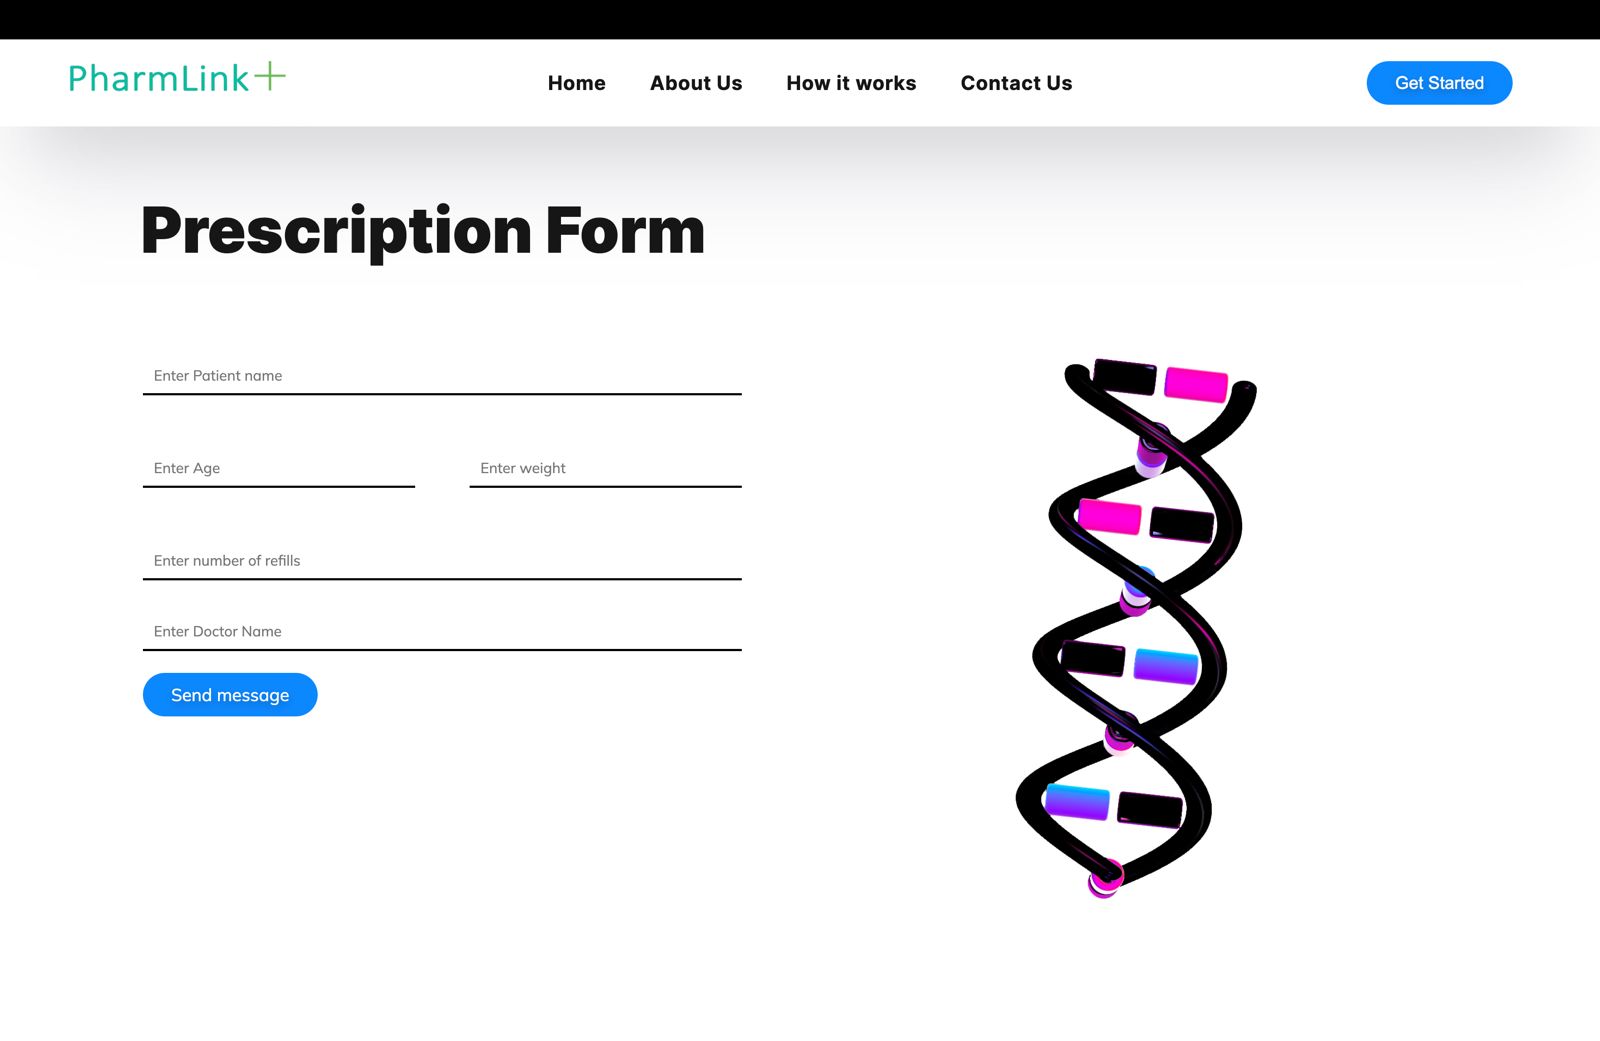 PharmLink+
Home About Us How it works Contact Us
Get Started
Prescription Form
Enter Patient name
Enter Age Enter weight
Enter number of refills
Enter Doctor Name
Send message